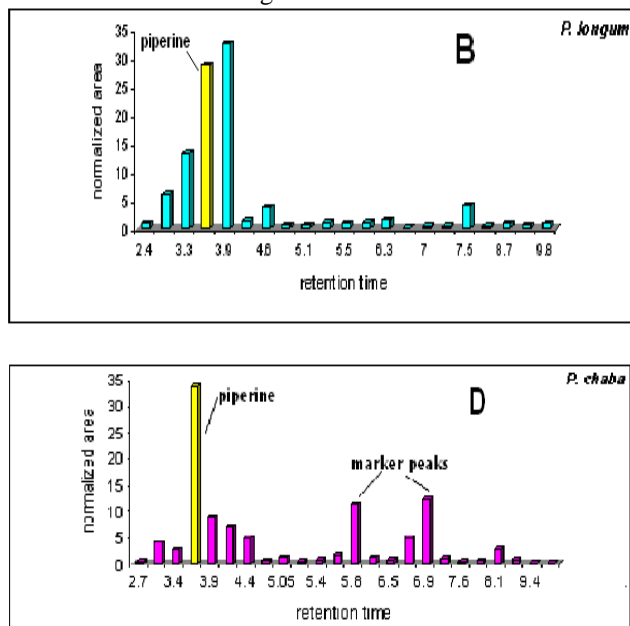 P. longum
B
piperine
normalized area
35
30
25
20
15
10
5
0
2.4 3.3 3.9 4.6 5.1 5.5 6.3 7 7.5 8.7 9.8
retention time
P. chaba
D
piperine
marker peaks
normalized area
35
30
25
20
15
10
5
0
2.7 3.4 3.9 4.4 5.05 5.4 5.8 6.5 6.9 7.6 8.1 9.4
retention time